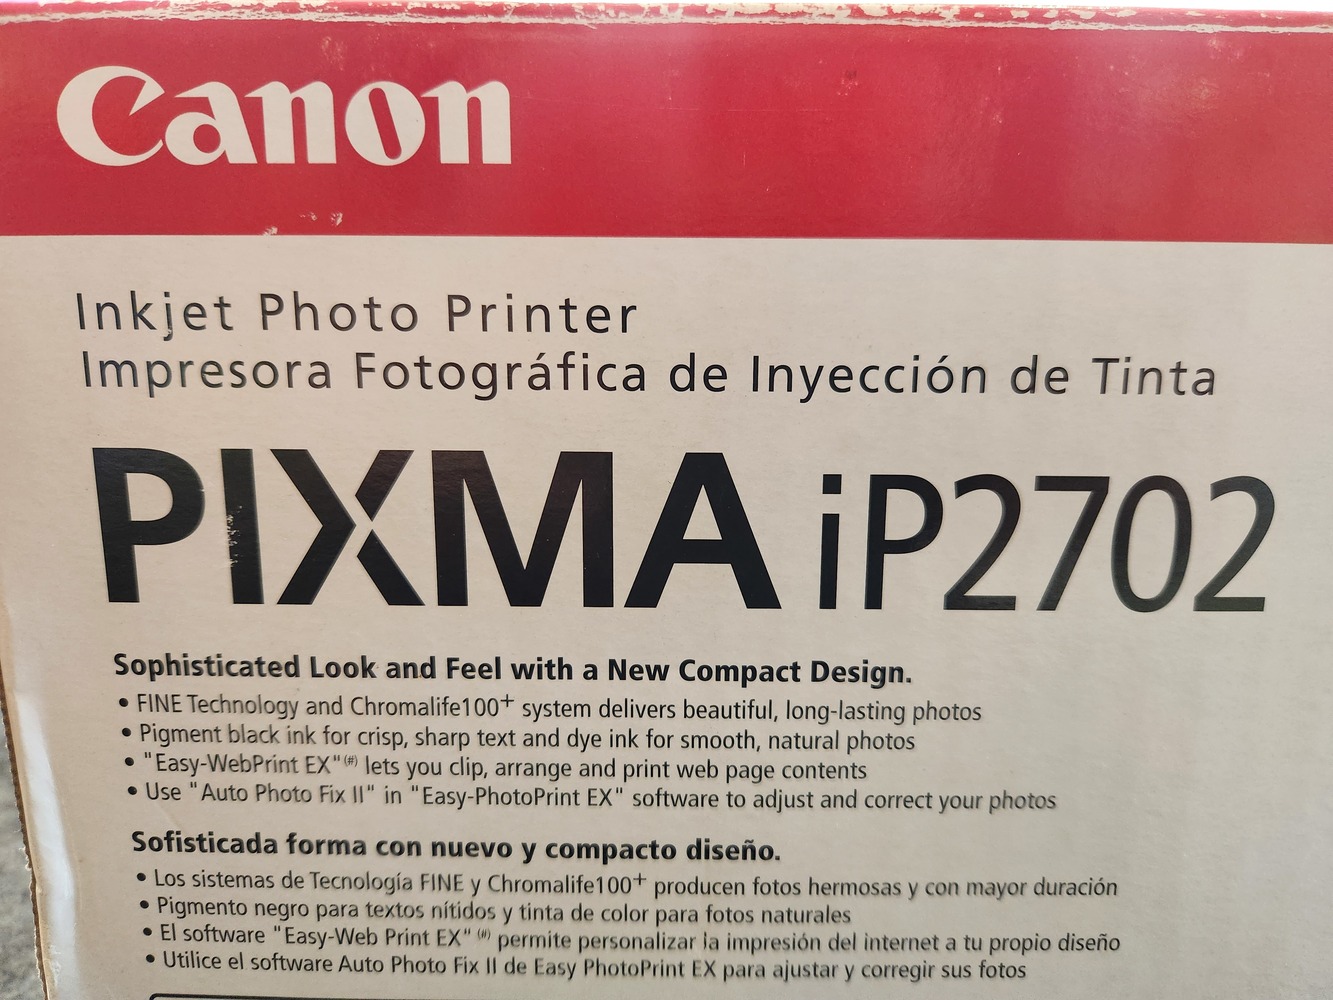 Canon
Inkjet Photo Printer
Impresora Fotográfica de Inyección de Tinta
PIXMA iP2702
Sophisticated Look and Feel with a New Compact Design.
• FINE Technology and Chromalife100+ system delivers beautiful, long-lasting photos
• Pigment black ink for crisp, sharp text and dye ink for smooth, natural photos
• "Easy-WebPrint EX"(#) lets you clip, arrange and print web page contents
• Use "Auto Photo Fix II" in "Easy-PhotoPrint EX" software to adjust and correct your photos
Sofisticada forma con nuevo y compacto diseño.
• Los sistemas de Tecnología FINE y Chromalife100+ producen fotos hermosas y con mayor duración
• Pigmento negro para textos nítidos y tinta de color para fotos naturales
• El software "Easy-Web Print EX" (#) permite personalizar la impresión del internet a tu propio diseño
• Utilice el software Auto Photo Fix II de Easy PhotoPrint EX para ajustar y corregir sus fotos